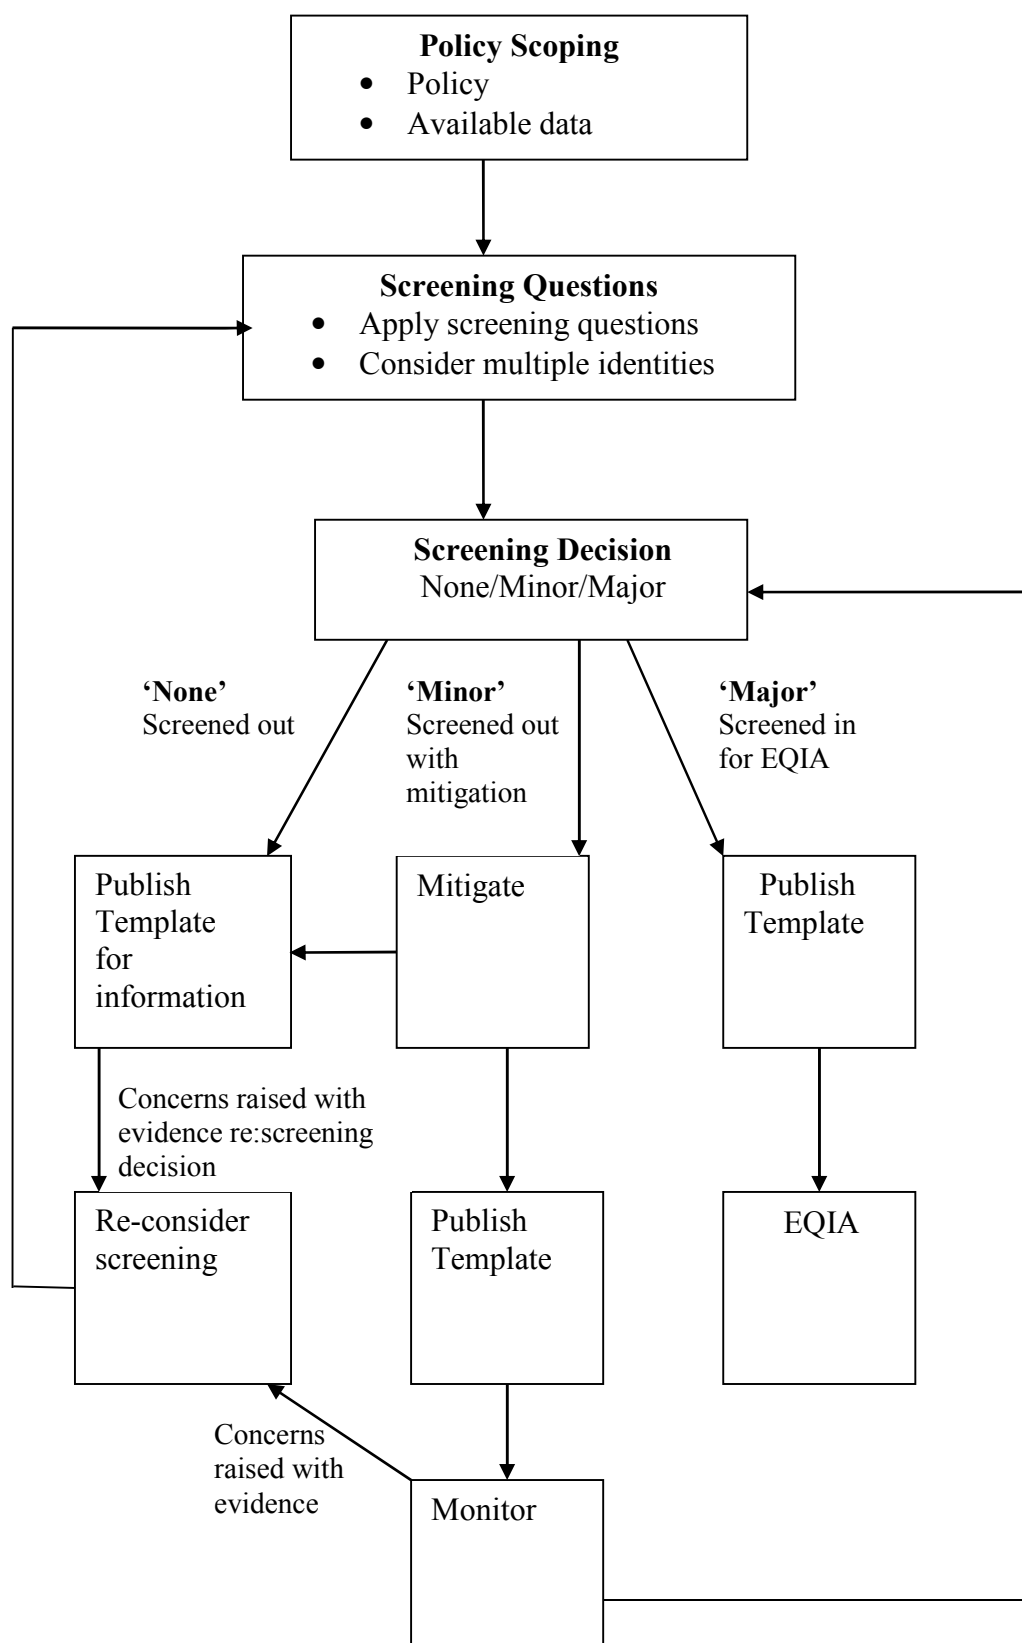 Policy Scoping
• Policy
• Available data
Screening Questions
• Apply screening questions
• Consider multiple identities
Screening Decision
None/Minor/Major
‘None’
Screened out
‘Minor’
Screened out
with
mitigation
‘Major’
Screened in
for EQIA
Publish
Template
for
information
Mitigate
Publish
Template
Concerns raised with
evidence re:screening
decision
Re-consider
screening
Publish
Template
EQIA
Concerns
raised with
evidence
Monitor